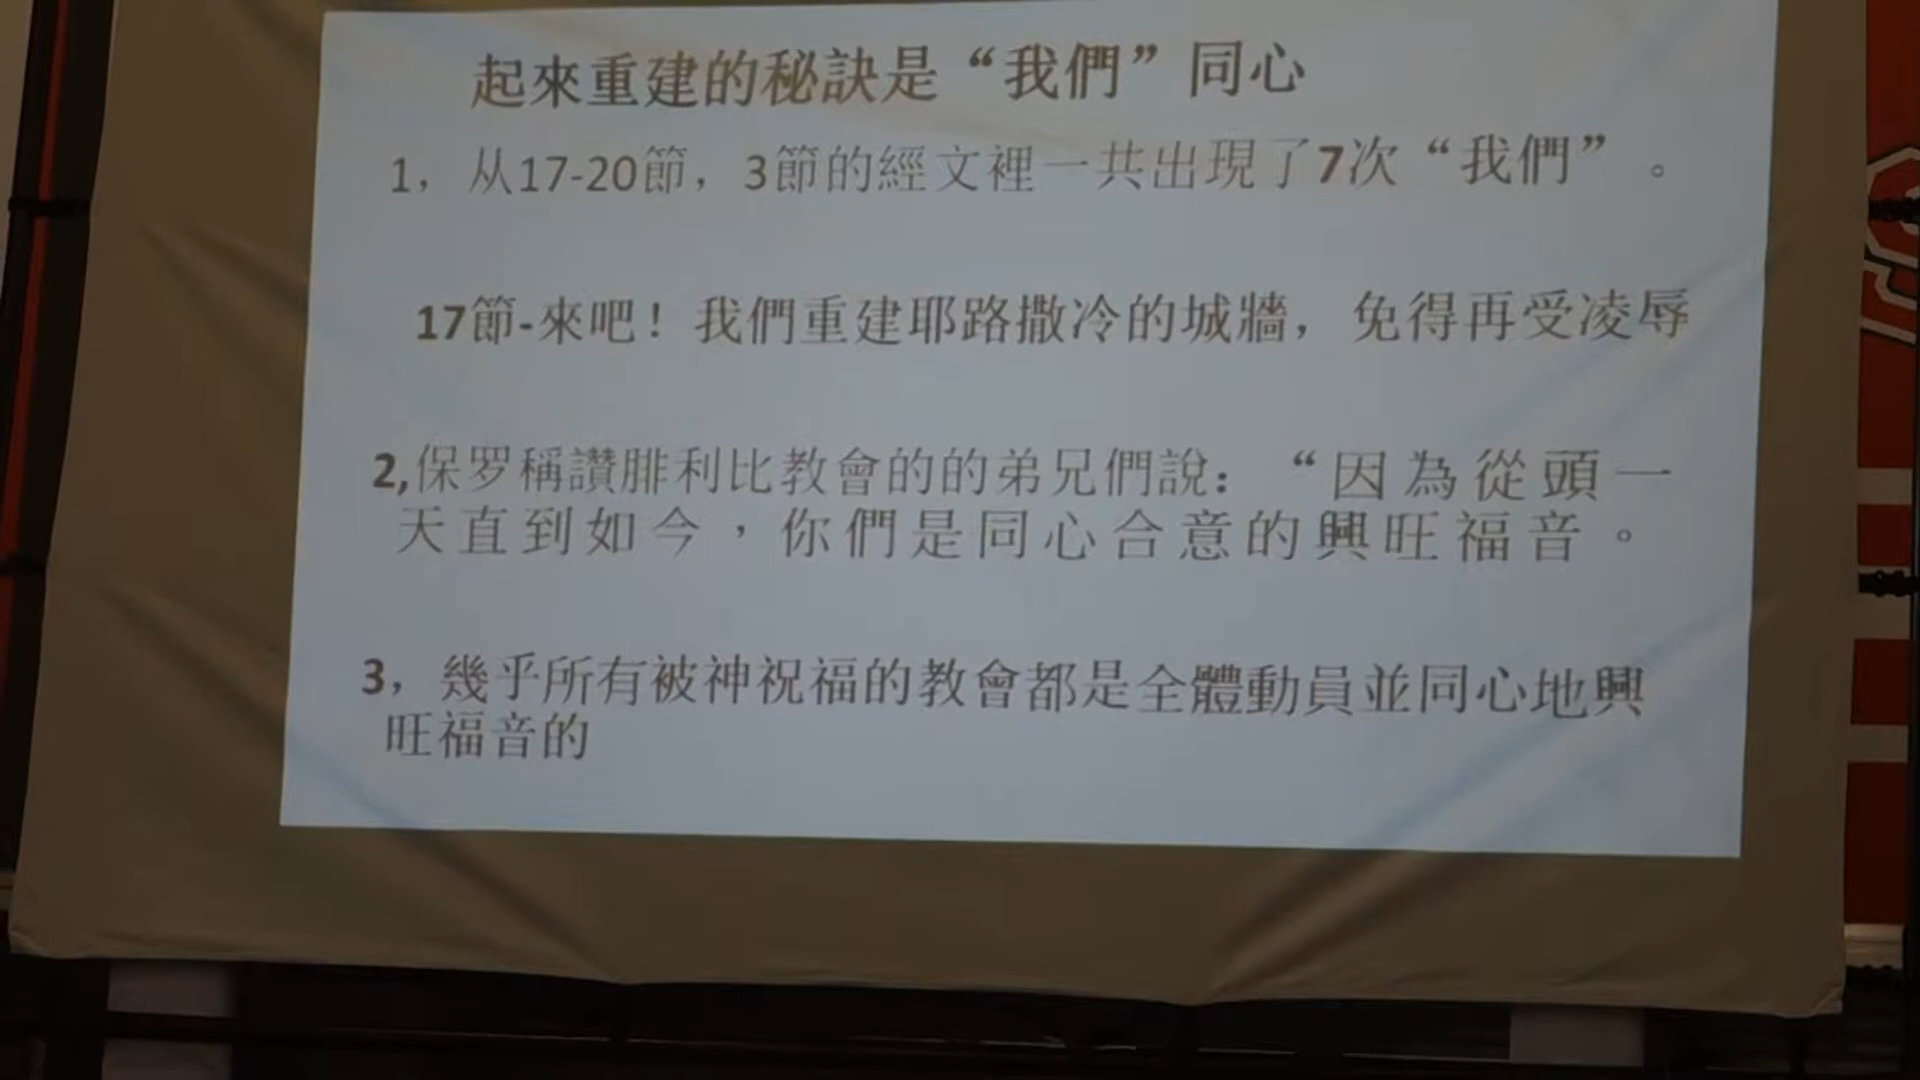 起來重建的秘訣是“我們”同心
1，从17-20節，3節的經文裡一共出現了7次“我們”。
17節-來吧！我們重建耶路撒冷的城牆，免得再受凌辱
2,保罗稱讚腓利比教會的的弟兄們說：“因為從頭一
天直到如今，你們是同心合意的興旺福音。
3，幾乎所有被神祝福的教會都是全體動員並同心地興
旺福音的